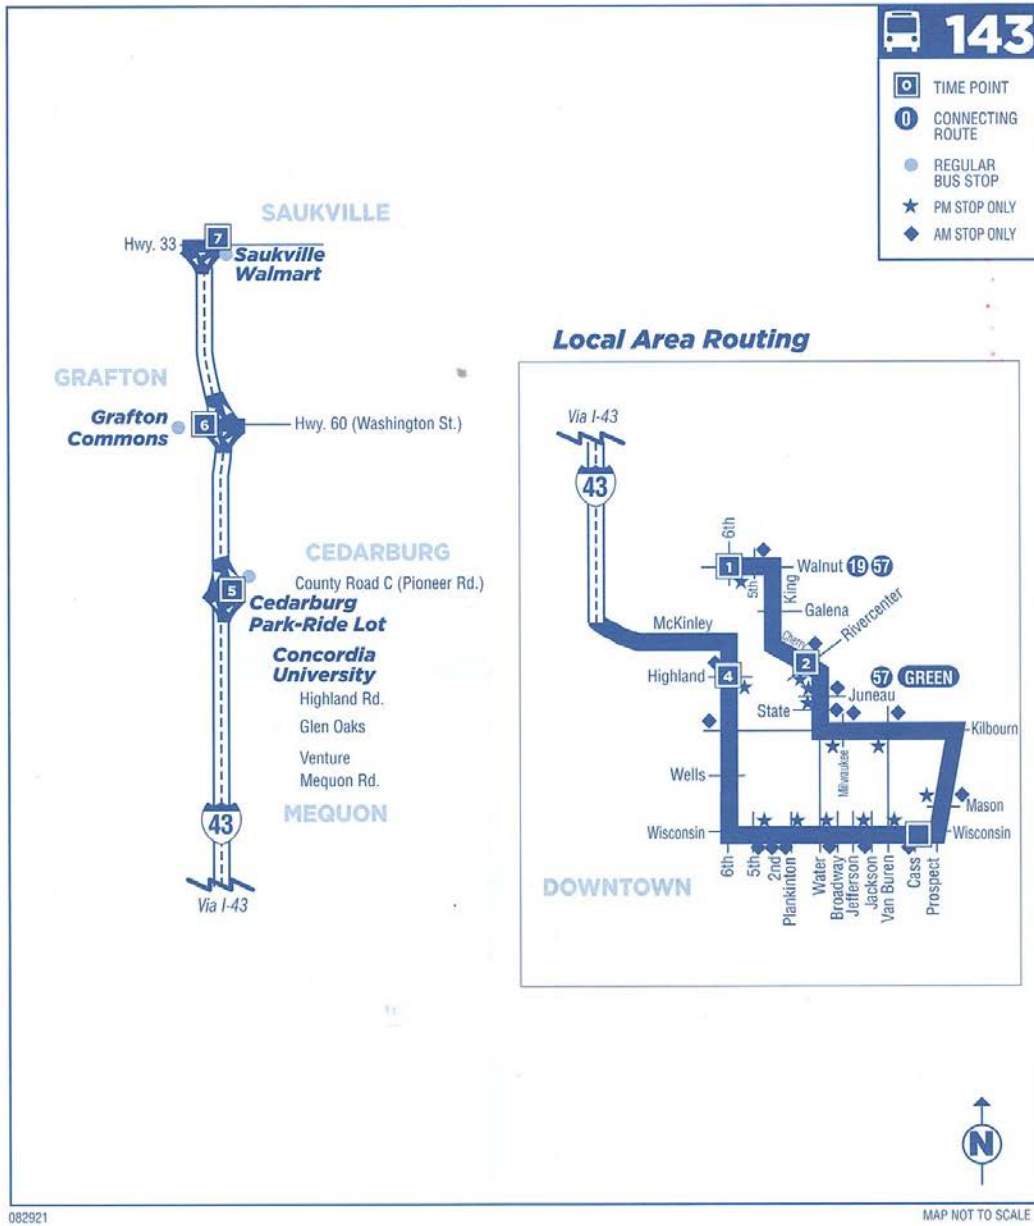 143
0 TIME POINT
0 CONNECTING
ROUTE
REGULAR
BUS STOP
PM STOP ONLY
AM STOP ONLY
SAUKVILLE
Hwy. 33
7
Saukville
Walmart
GRAFTON
Grafton
Commons
6
Hwy. 60 (Washington St.)
CEDARBURG
County Road C (Pioneer Rd.)
5
Cedarburg
Park-Ride Lot
Concordia
University
Highland Rd.
Glen Oaks
Venture
Mequon Rd.
MEQUON
43
Via I-43
Local Area Routing
Via I-43
43
6th
1
5th
King
Walnut 19 57
Galena
Cherry
Rivercenter
McKinley
2
Highland
4
57 GREEN
Juneau
State
Kilbourn
Milwaukee
Wells
Mason
Wisconsin
Wisconsin
6th
5th
2nd
Plankinton
Water
Broadway
Jefferson
Jackson
Van Buren
Cass
Prospect
DOWNTOWN
N
082921
MAP NOT TO SCALE